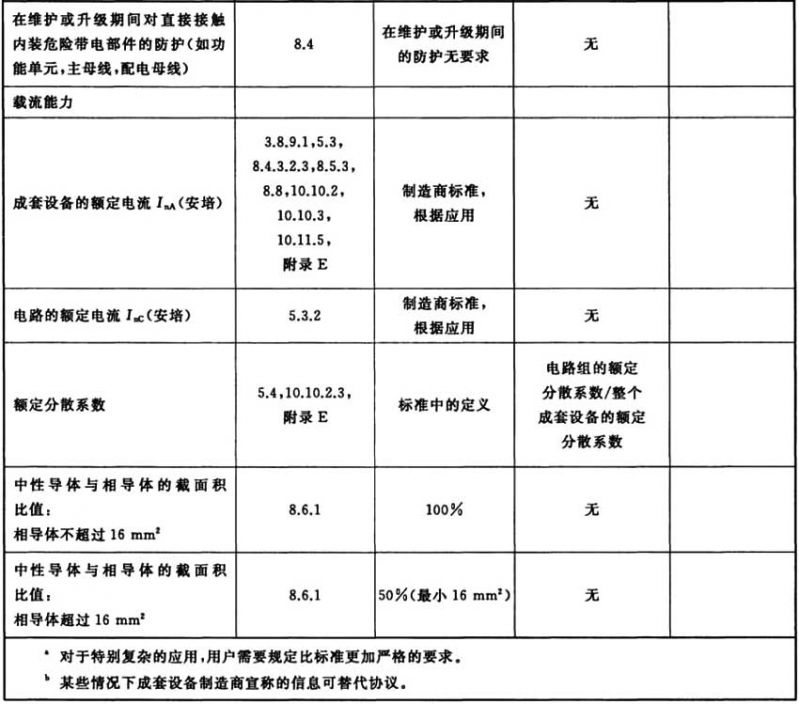 在维护或升级期间对直接接触
内装危险带电部件的防护(如功
能单元,主母线,配电母线)
8.4
在维护或升级期间
的防护无要求
无
载流能力
成套设备的额定电流 InA(安培)
3.8.9.1,5.3,
8.4.3.2.3,8.5.3,
8.8,10.10.2,
10.10.3,
10.11.5,
附录 E
制造商标准,
根据应用
无
电路的额定电流 InC(安培)
5.3.2
制造商标准,
根据应用
无
额定分散系数
5.4,10.10.2.3,
附录 E
标准中的定义
电路组的额定
分散系数/整个
成套设备的额定
分散系数
中性导体与相导体的截面积
比值:
相导体不超过 16 mm²
8.6.1
100%
无
中性导体与相导体的截面积
比值:
相导体超过 16 mm²
8.6.1
50%(最小 16 mm²)
无
ᵃ 对于特别复杂的应用,用户需要规定比标准更加严格的要求。
ᵇ 某些情况下成套设备制造商宣称的信息可替代协议。